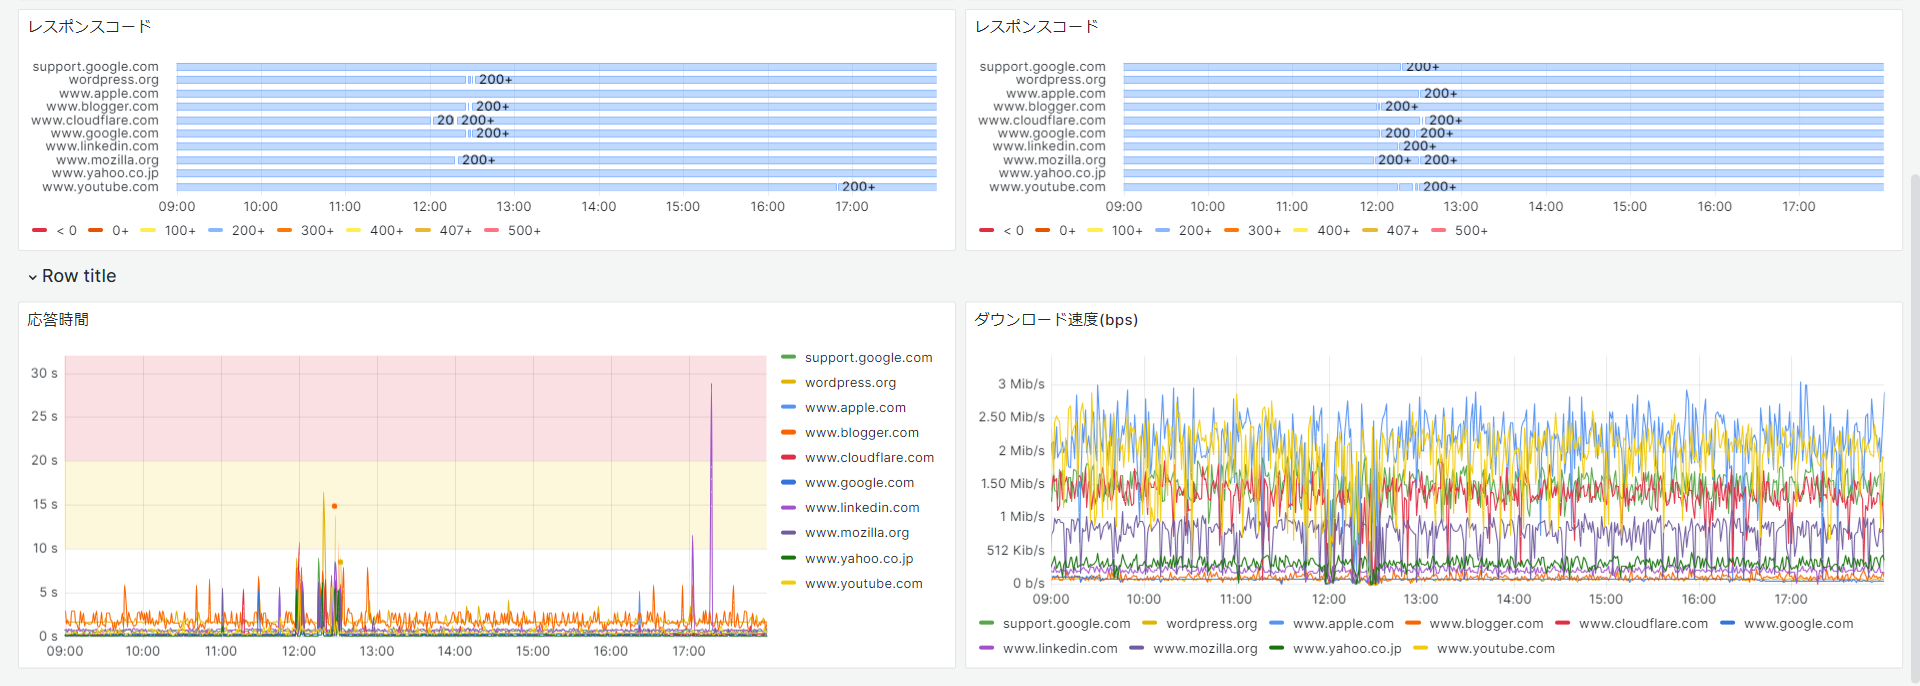 レスポンスコード
support.google.com
wordpress.org 200+
www.apple.com
www.blogger.com 200+
www.cloudflare.com 20 200+
www.google.com 200+
www.linkedin.com
www.mozilla.org 200+
www.yahoo.co.jp
www.youtube.com 200+
09:00 10:00 11:00 12:00 13:00 14:00 15:00 16:00 17:00
< 0 0+ 100+ 200+ 300+ 400+ 407+ 500+
レスポンスコード
support.google.com 200+
wordpress.org
www.apple.com 200+
www.blogger.com 200+
www.cloudflare.com 200+
www.google.com 200 200+
www.linkedin.com 200+
www.mozilla.org 200+ 200+
www.yahoo.co.jp
www.youtube.com 200+
09:00 10:00 11:00 12:00 13:00 14:00 15:00 16:00 17:00
< 0 0+ 100+ 200+ 300+ 400+ 407+ 500+
Row title
応答時間
30 s
25 s
20 s
15 s
10 s
5 s
0 s
09:00 10:00 11:00 12:00 13:00 14:00 15:00 16:00 17:00
support.google.com
wordpress.org
www.apple.com
www.blogger.com
www.cloudflare.com
www.google.com
www.linkedin.com
www.mozilla.org
www.yahoo.co.jp
www.youtube.com
ダウンロード速度(bps)
3 Mib/s
2.50 Mib/s
2 Mib/s
1.50 Mib/s
1 Mib/s
512 Kib/s
0 b/s
09:00 10:00 11:00 12:00 13:00 14:00 15:00 16:00 17:00
support.google.com wordpress.org www.apple.com www.blogger.com www.cloudflare.com www.google.com
www.linkedin.com www.mozilla.org www.yahoo.co.jp www.youtube.com